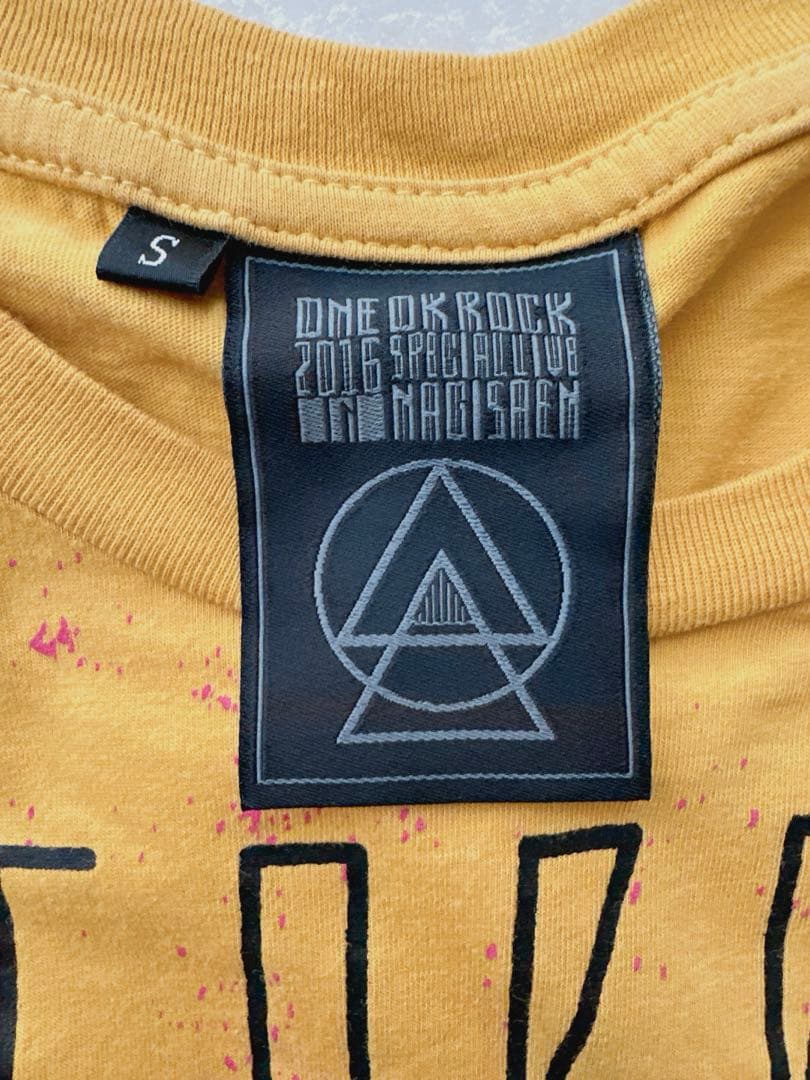 S
ONE OK ROCK
2016 SPECIAL LIVE
IN NAGISAEN